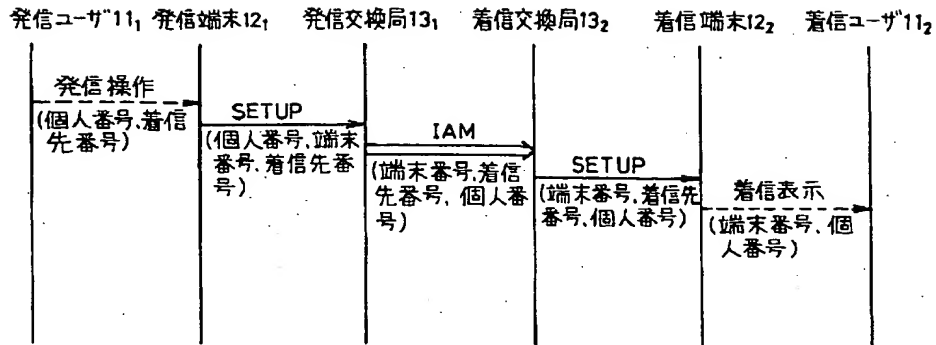 発信ユーザ11₁ 発信端末12₁ 発信交換局13₁ 着信交換局13₂ 着信端末12₂ 着信ユーザ11₂
発信操作
(個人番号、着信
先番号)
SETUP
(個人番号、端末
番号、着信先番
号)
IAM
(端末番号、着信
先番号、個人番
号)
SETUP
(端末番号、着信先
番号、個人番号)
着信表示
(端末番号、個
人番号)